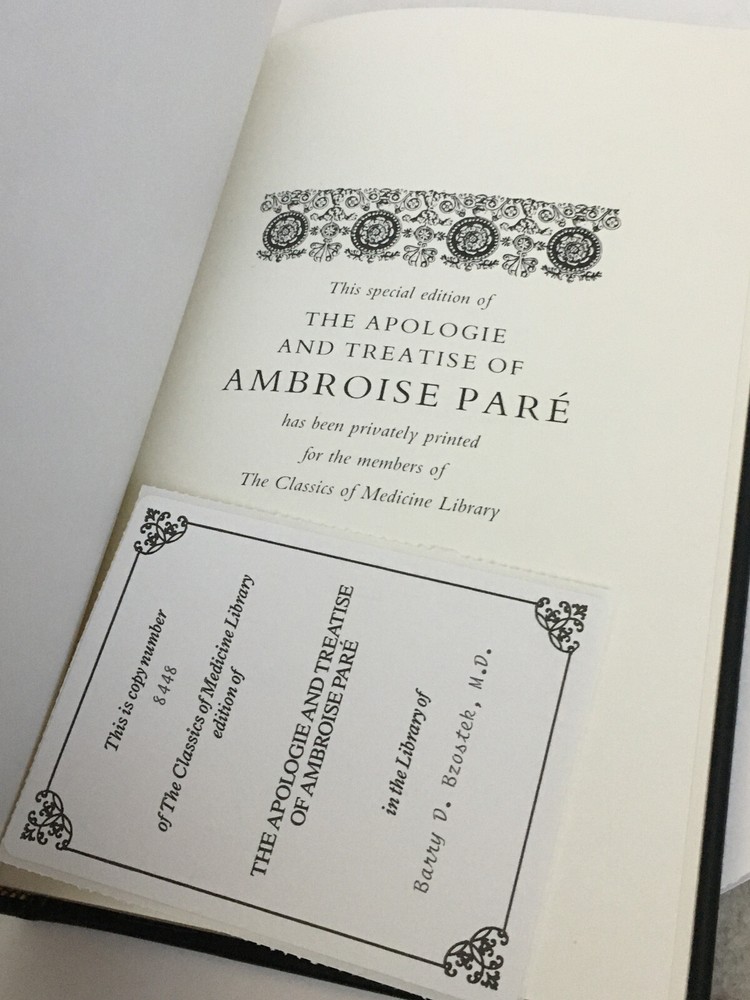 This special edition of
THE APOLOGIE
AND TREATISE OF
AMBROISE PARÉ
has been privately printed
for the members of
The Classics of Medicine Library
This is copy number
8448
of The Classics of Medicine Library
edition of
THE APOLOGIE AND TREATISE
OF AMBROISE PARÉ
in the Library of
Barry D. Bzostek, M.D.